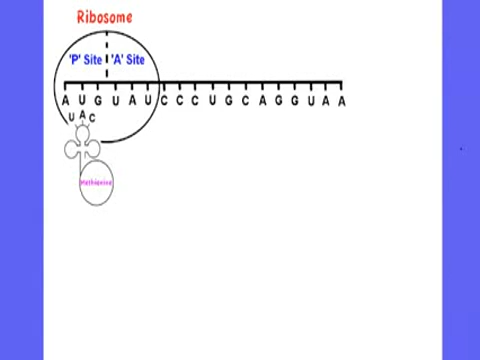 Ribosome
'P' Site 'A' Site
A U G U A U C C C U G C A G G U A A
U A C
Methionine